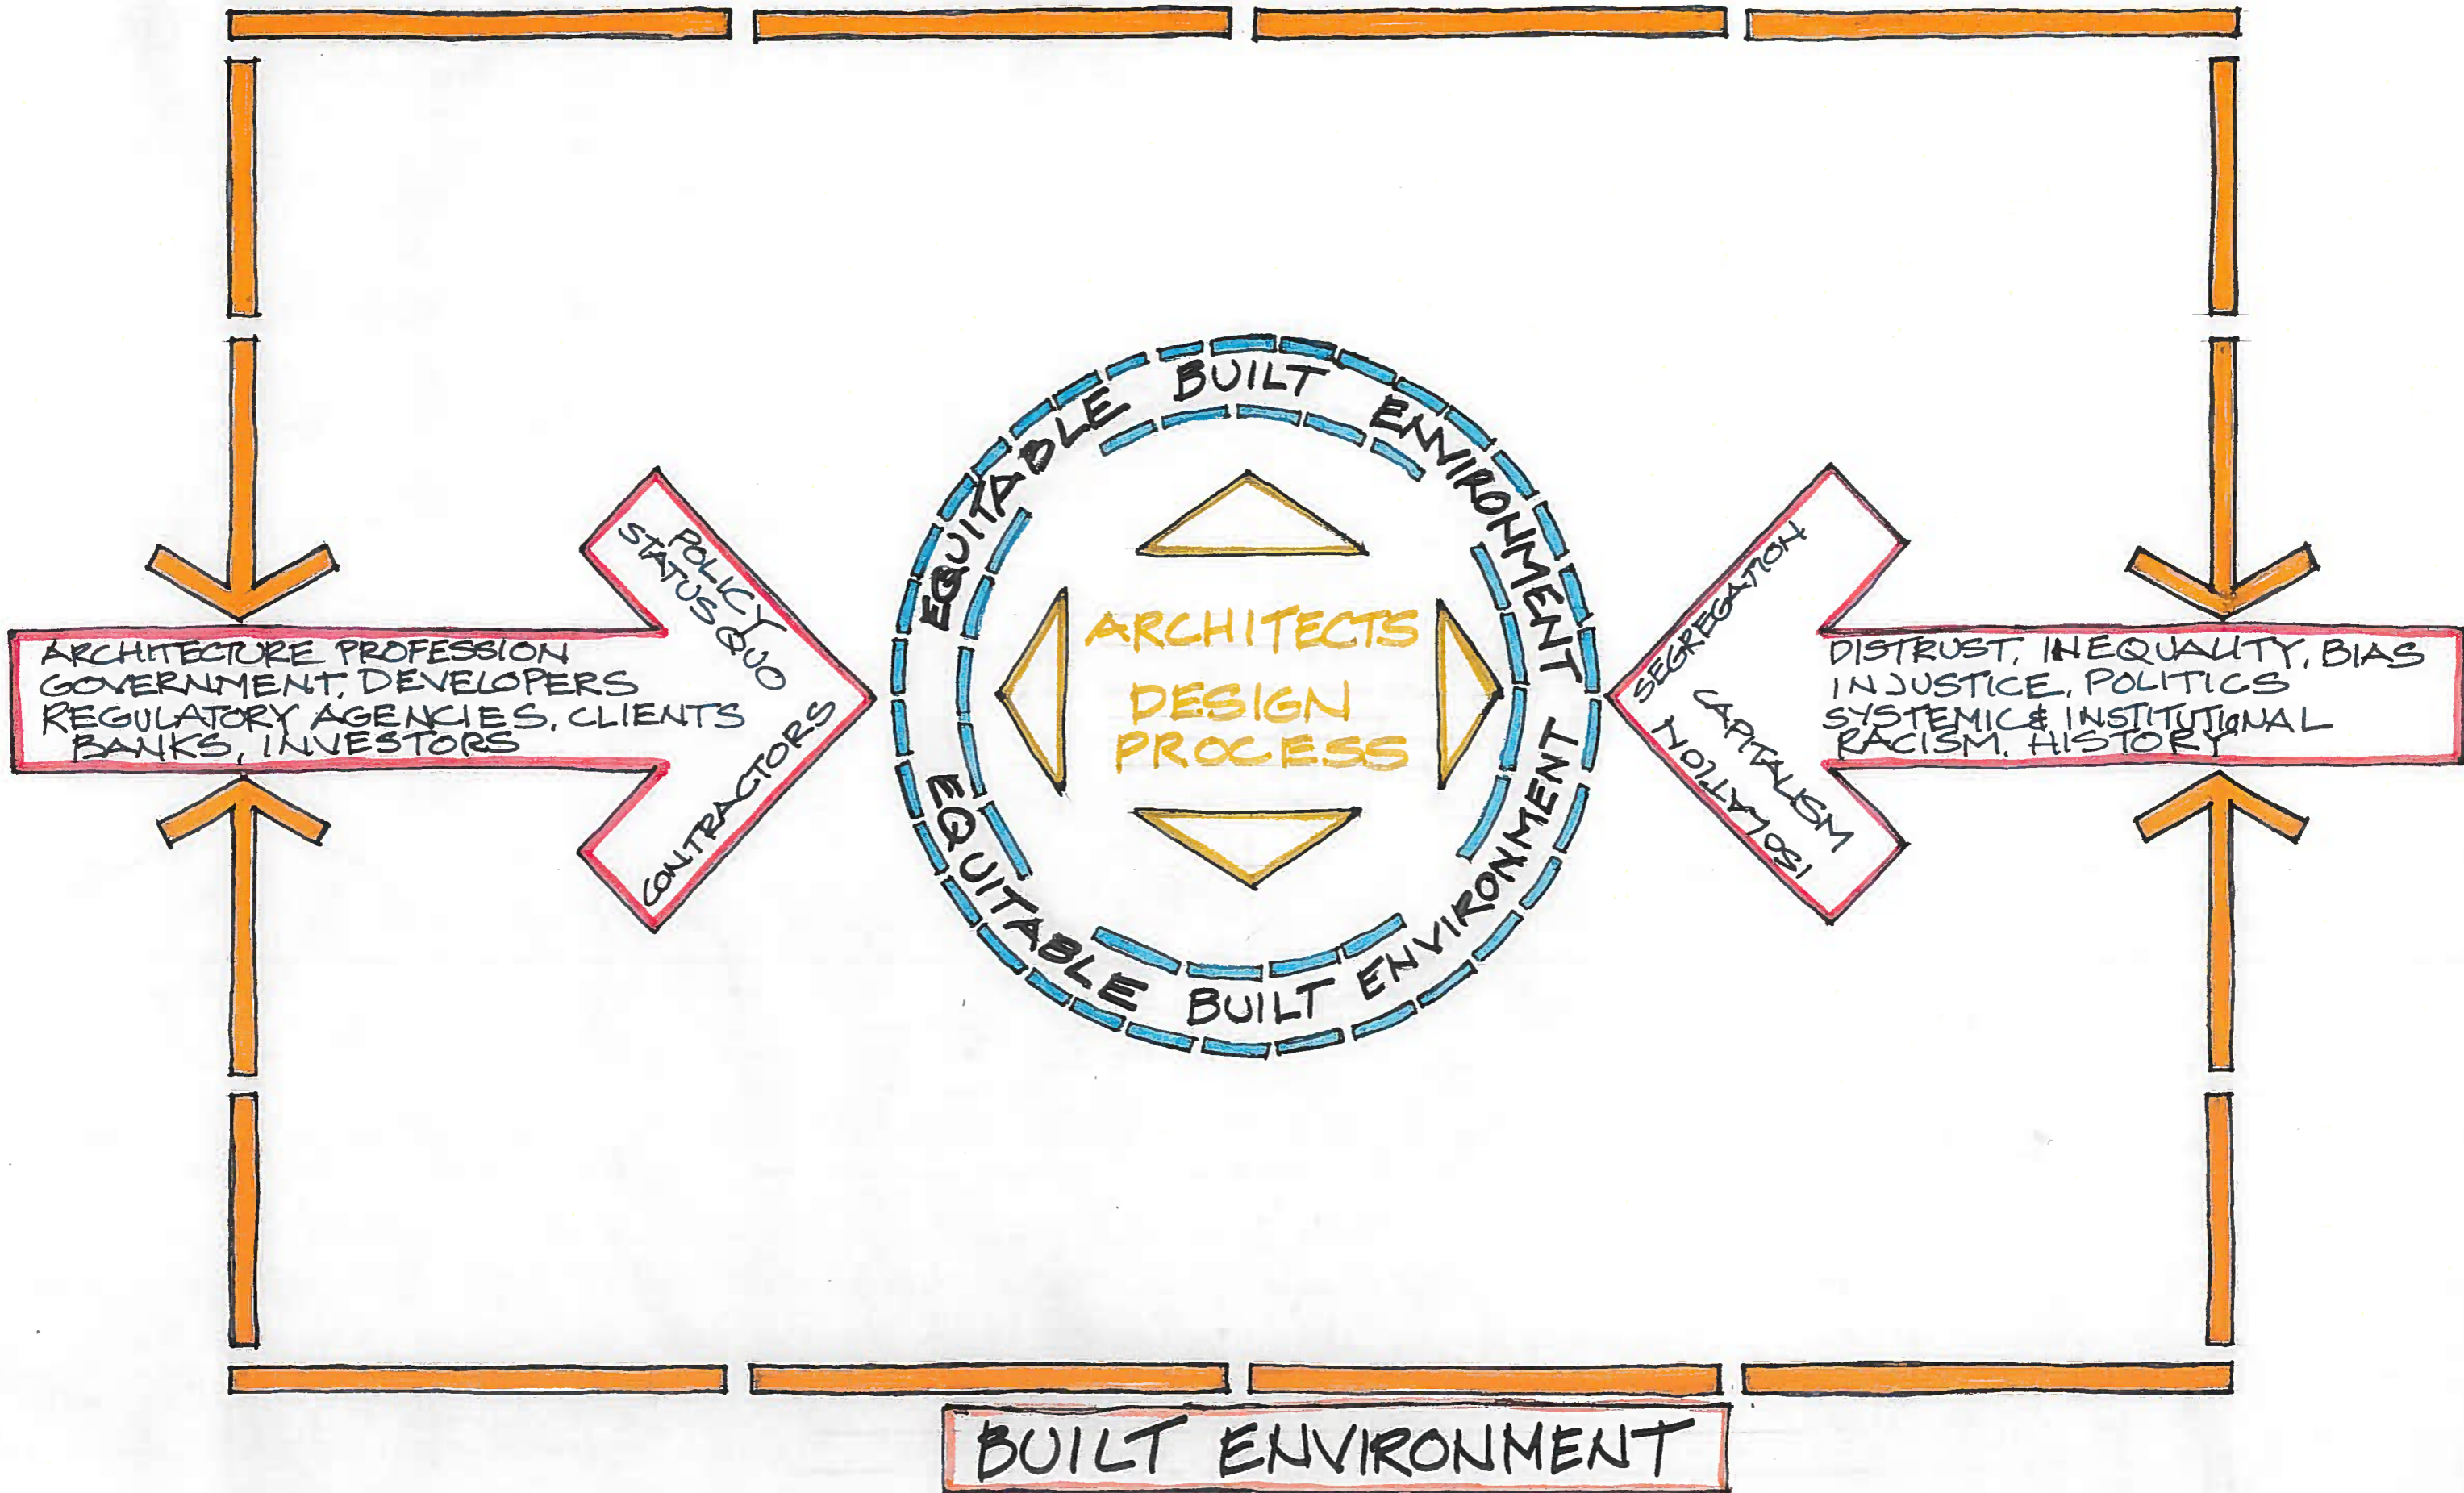 EQUITABLE BUILT ENVIRONMENT
POLICY
STATUS QUO
CONTRACTORS
ARCHITECTURE PROFESSION
GOVERNMENT, DEVELOPERS
REGULATORY AGENCIES, CLIENTS
BANKS, INVESTORS
ARCHITECTS
DESIGN
PROCESS
SEGREGATION
CAPITALISM
ISOLATION
DISTRUST, INEQUALITY, BIAS
INJUSTICE, POLITICS
SYSTEMIC & INSTITUTIONAL
RACISM. HISTORY
EQUITABLE BUILT ENVIRONMENT
BUILT ENVIRONMENT